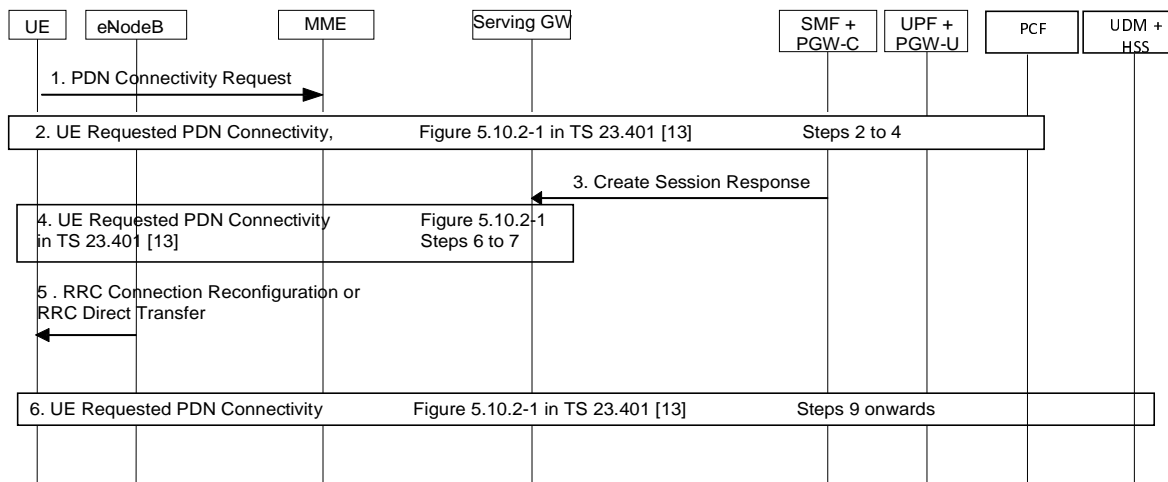 UE
eNodeB
MME
Serving GW
SMF +
PGW-C
UPF +
PGW-U
PCF
UDM +
HSS
1. PDN Connectivity Request
2. UE Requested PDN Connectivity, Figure 5.10.2-1 in TS 23.401 [13] Steps 2 to 4
3. Create Session Response
4. UE Requested PDN Connectivity Figure 5.10.2-1
in TS 23.401 [13] Steps 6 to 7
5 . RRC Connection Reconfiguration or
RRC Direct Transfer
6. UE Requested PDN Connectivity Figure 5.10.2-1 in TS 23.401 [13] Steps 9 onwards